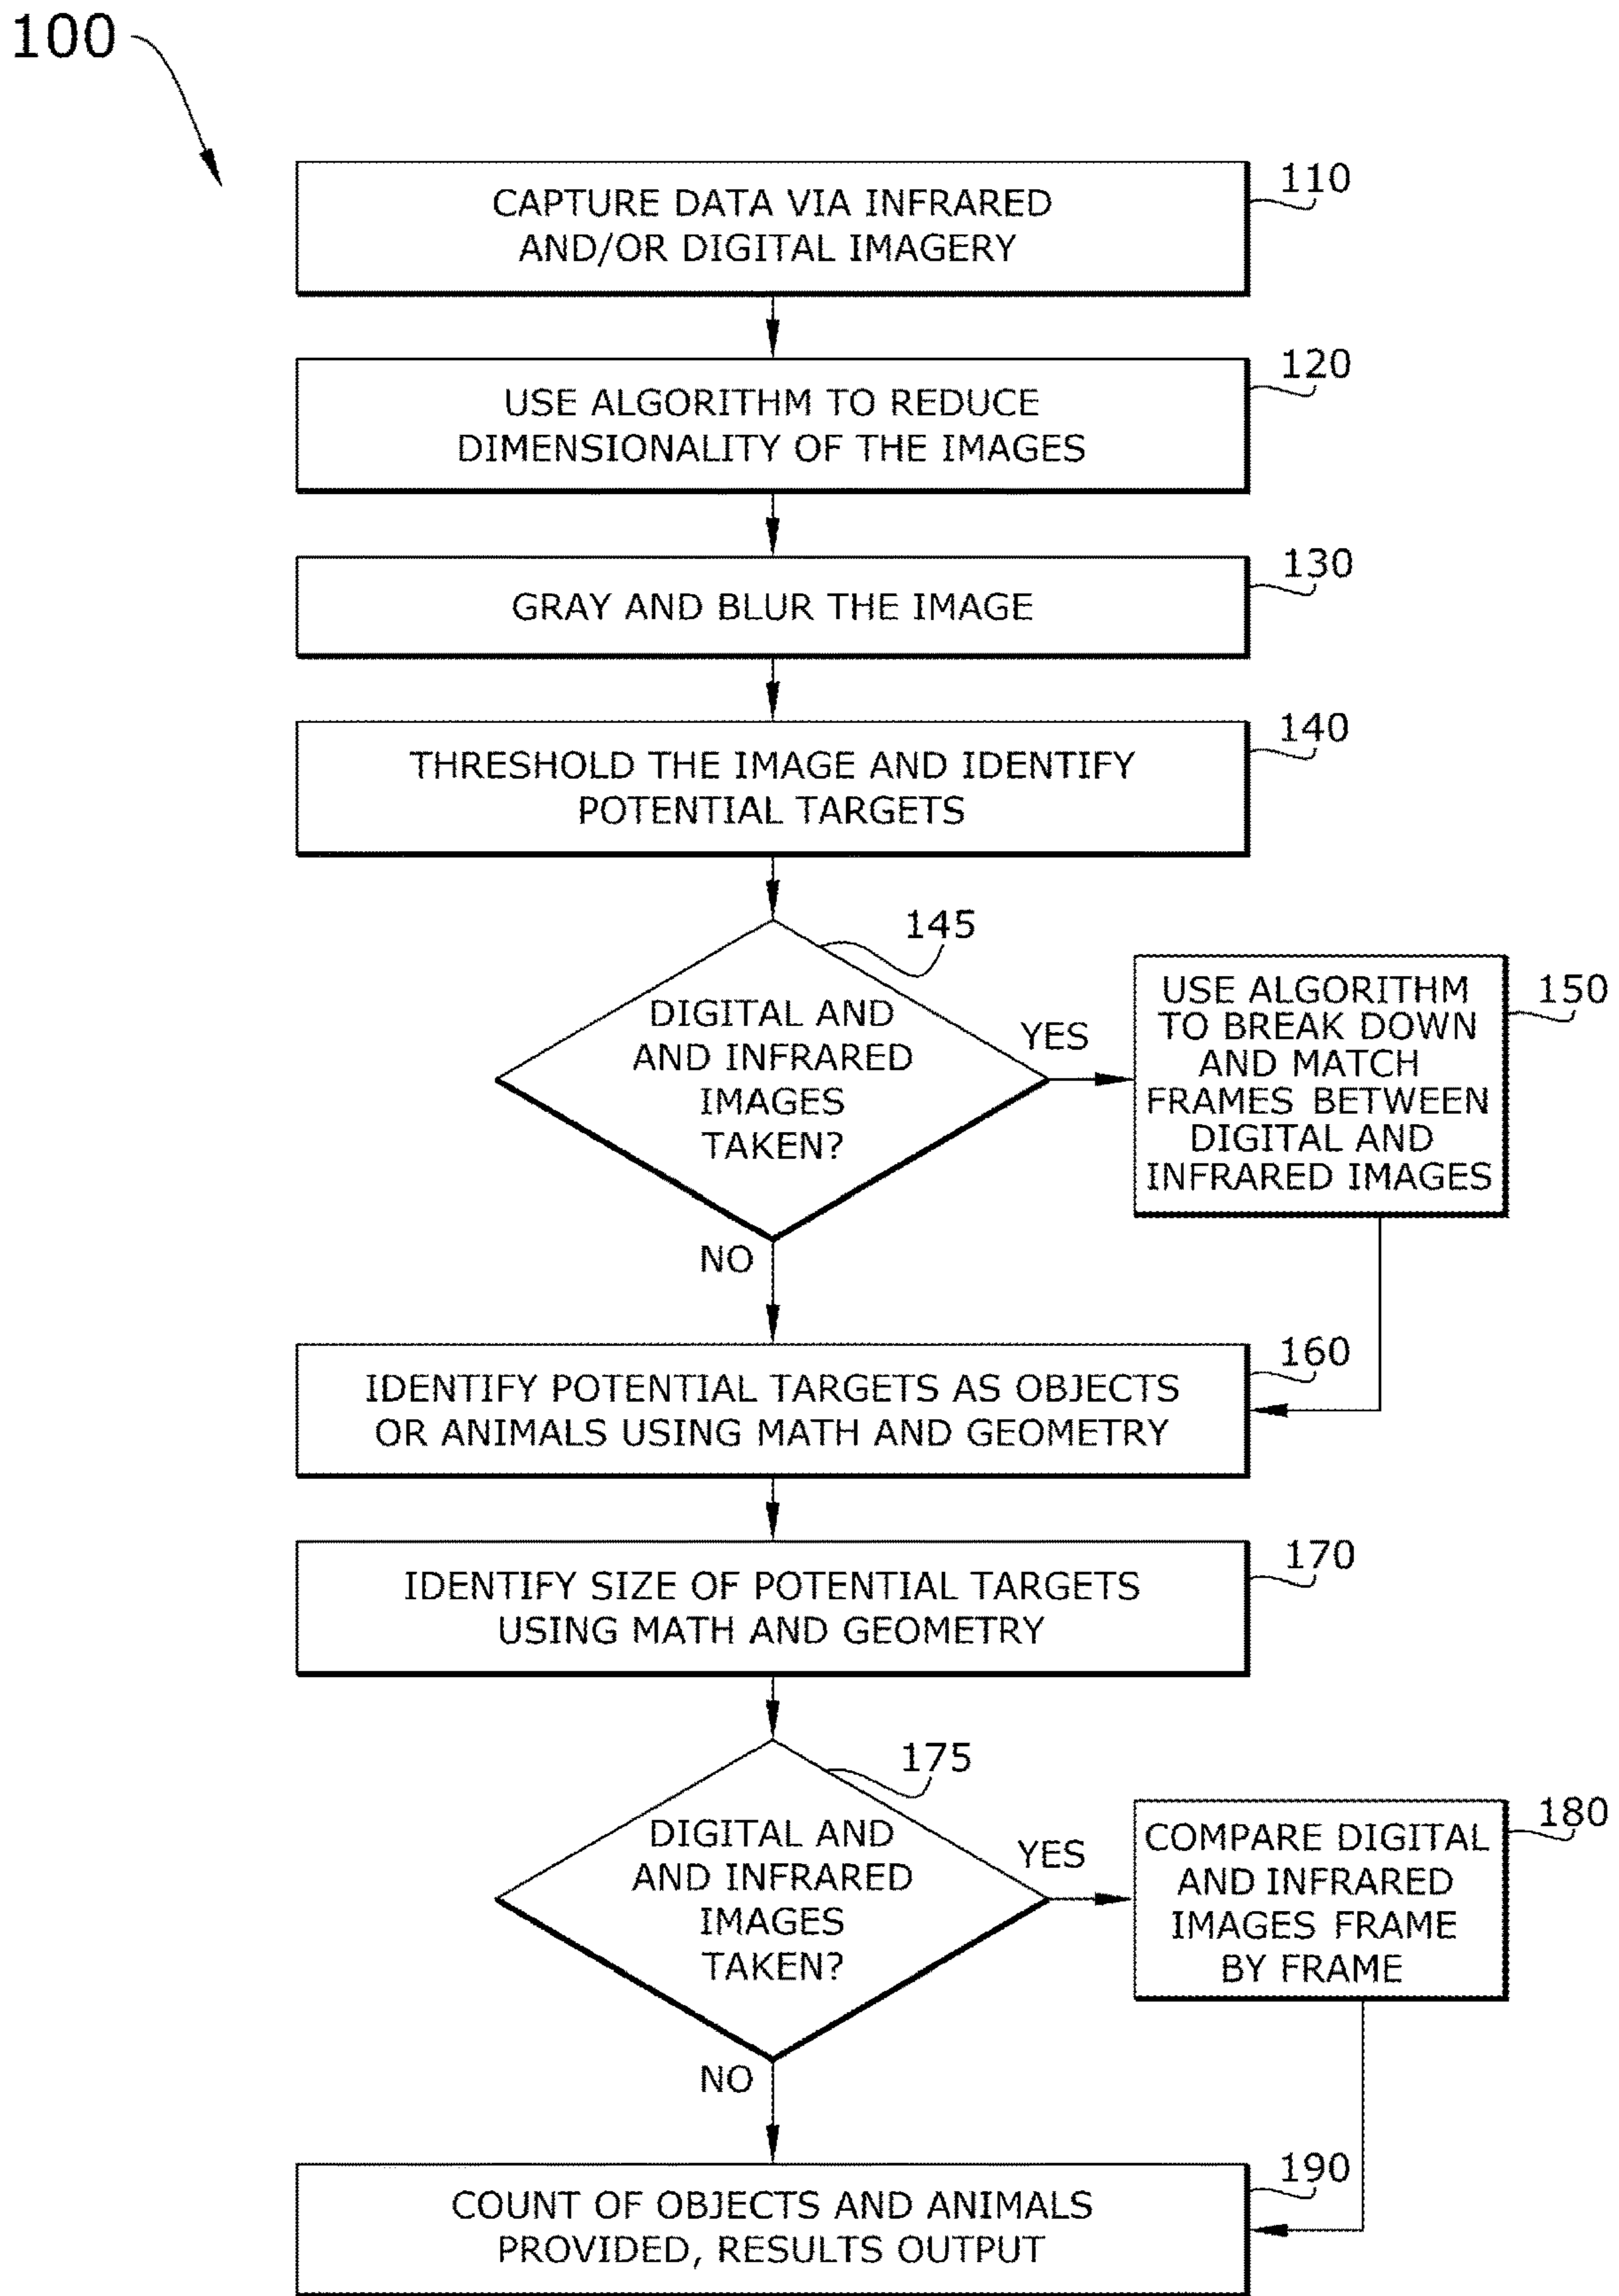 100
CAPTURE DATA VIA INFRARED
AND/OR DIGITAL IMAGERY
110
USE ALGORITHM TO REDUCE
DIMENSIONALITY OF THE IMAGES
120
GRAY AND BLUR THE IMAGE
130
THRESHOLD THE IMAGE AND IDENTIFY
POTENTIAL TARGETS
140
145
DIGITAL AND
AND INFRARED
IMAGES
TAKEN?
YES
USE ALGORITHM
TO BREAK DOWN
AND MATCH
FRAMES BETWEEN
DIGITAL AND
INFRARED IMAGES
150
NO
IDENTIFY POTENTIAL TARGETS AS OBJECTS
OR ANIMALS USING MATH AND GEOMETRY
160
IDENTIFY SIZE OF POTENTIAL TARGETS
USING MATH AND GEOMETRY
170
175
DIGITAL AND
AND INFRARED
IMAGES
TAKEN?
YES
COMPARE DIGITAL
AND INFRARED
IMAGES FRAME
BY FRAME
180
NO
COUNT OF OBJECTS AND ANIMALS
PROVIDED, RESULTS OUTPUT
190